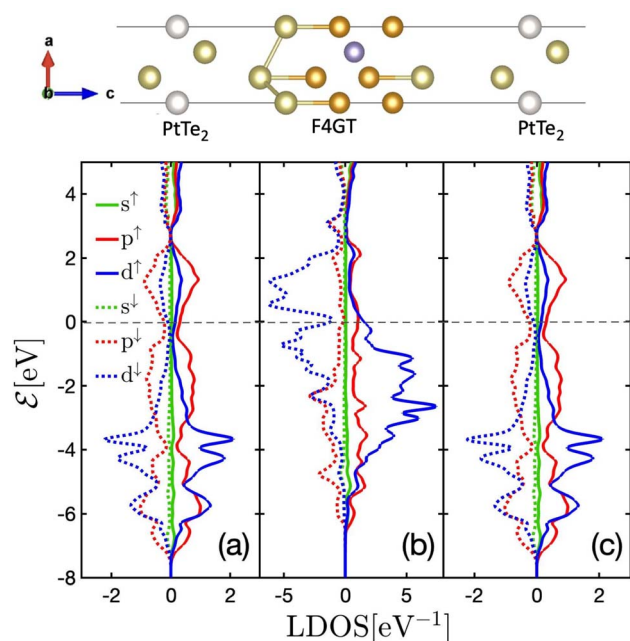 a
b
c
PtTe₂
F4GT
PtTe₂
4
2
0
-2
-4
-6
-8
ℰ[eV]
s↑
p↑
d↑
s↓
p↓
d↓
(a)
(b)
(c)
-2 0 2
-5 0 5
-2 0 2
LDOS[eV⁻¹]